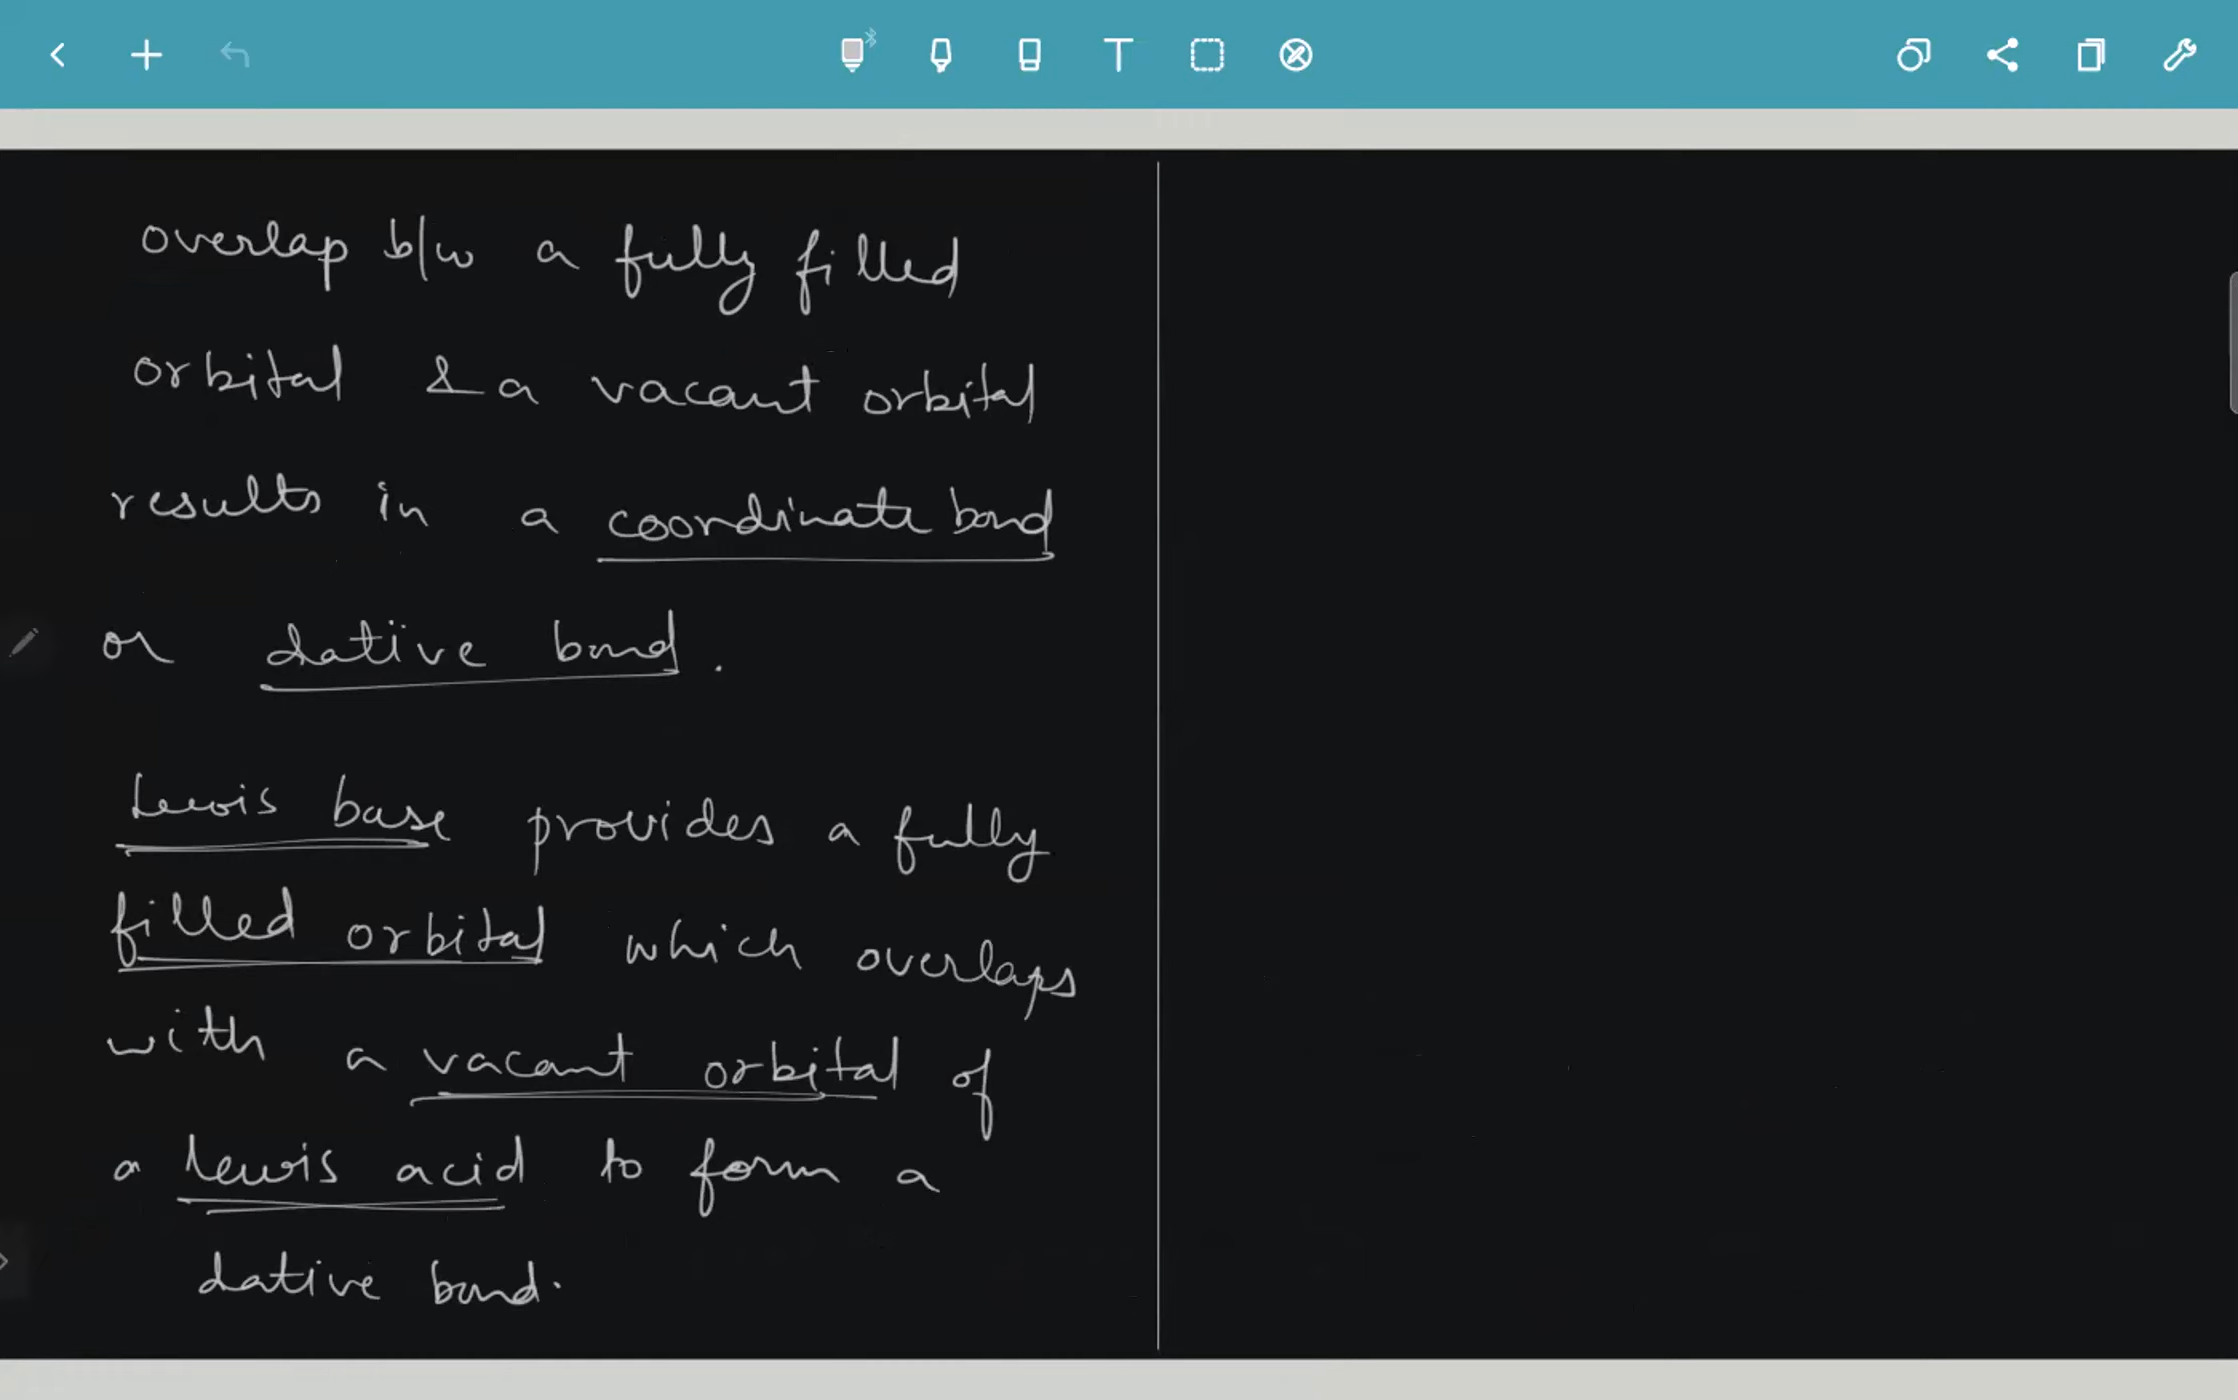 overlap b/w a fully filled
orbital & a vacant orbital
results in a coordinate bond
or dative bond.
Lewis base provides a fully
filled orbital which overlaps
with a vacant orbital of
a lewis acid to form a
dative bond.